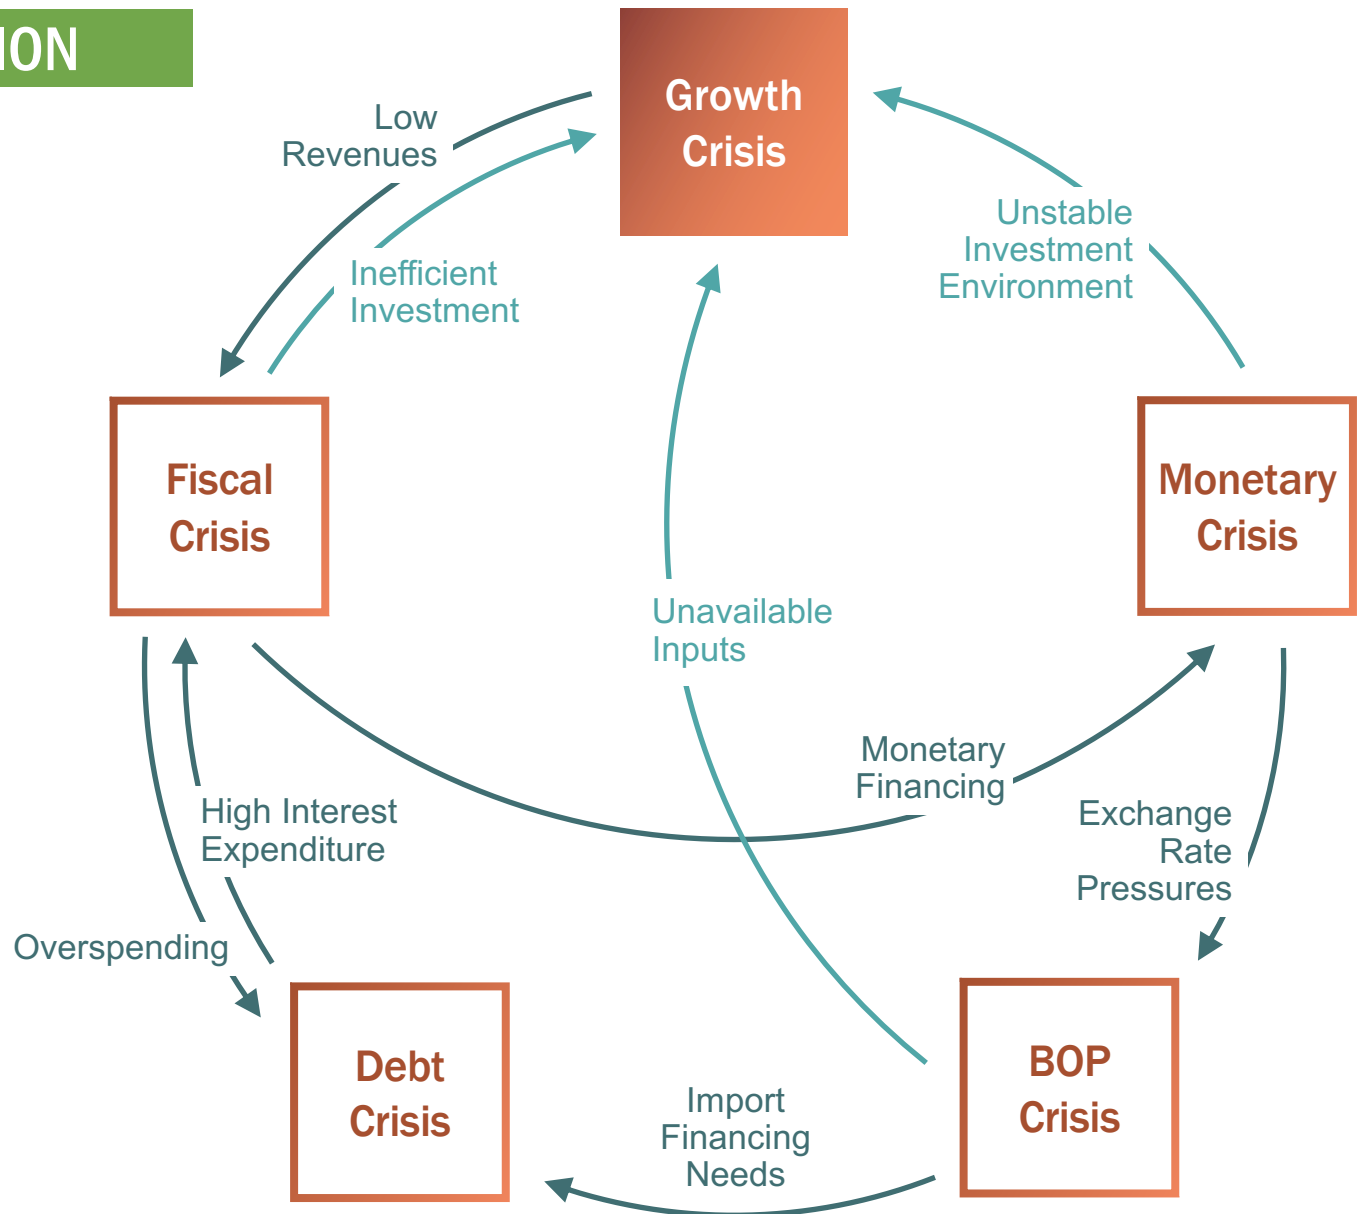 ION
Growth
Crisis
Low
Revenues
Inefficient
Investment
Unstable
Investment
Environment
Fiscal
Crisis
Monetary
Crisis
Unavailable
Inputs
Monetary
Financing
High Interest
Expenditure
Exchange
Rate
Pressures
Overspending
Debt
Crisis
BOP
Crisis
Import
Financing
Needs